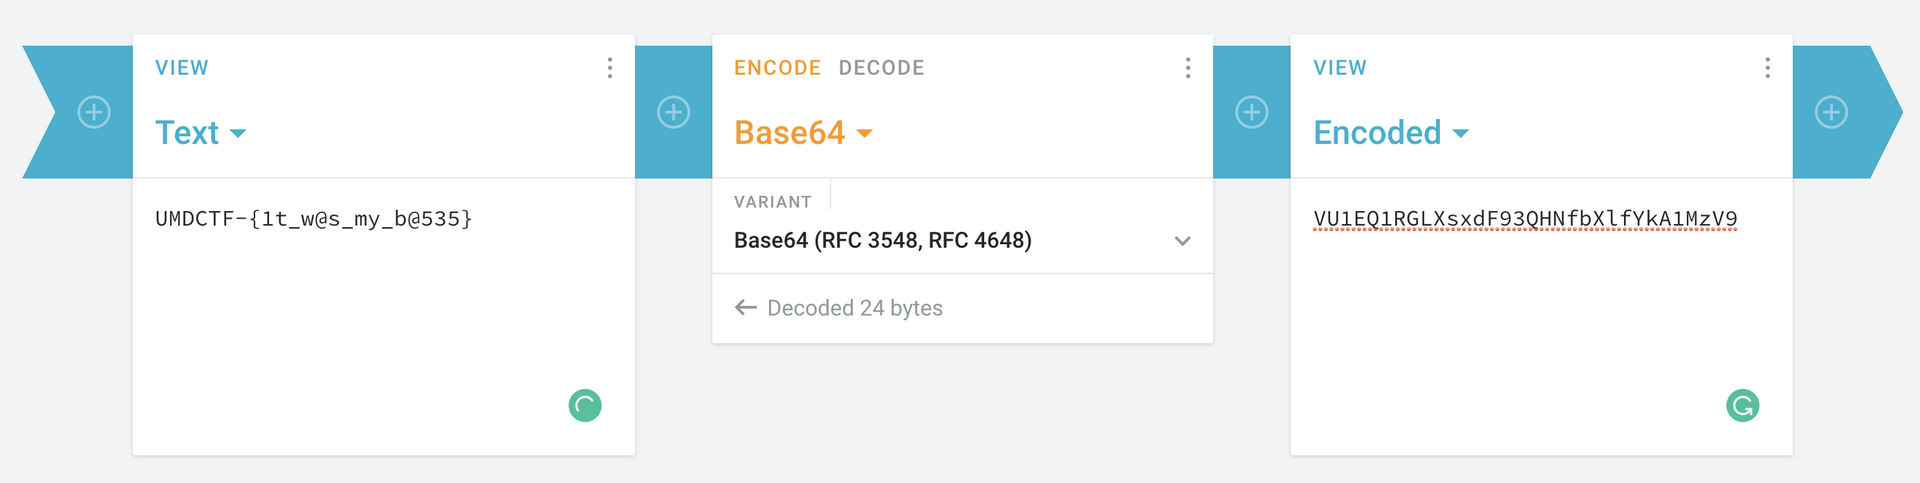 VIEW
Text
UMDCTF-{1t_w@s_my_b@535}
ENCODE DECODE
Base64
VARIANT
Base64 (RFC 3548, RFC 4648)
← Decoded 24 bytes
VIEW
Encoded
VU1EQ1RGLXsxdF93QHNfbXlfYkA1MzV9